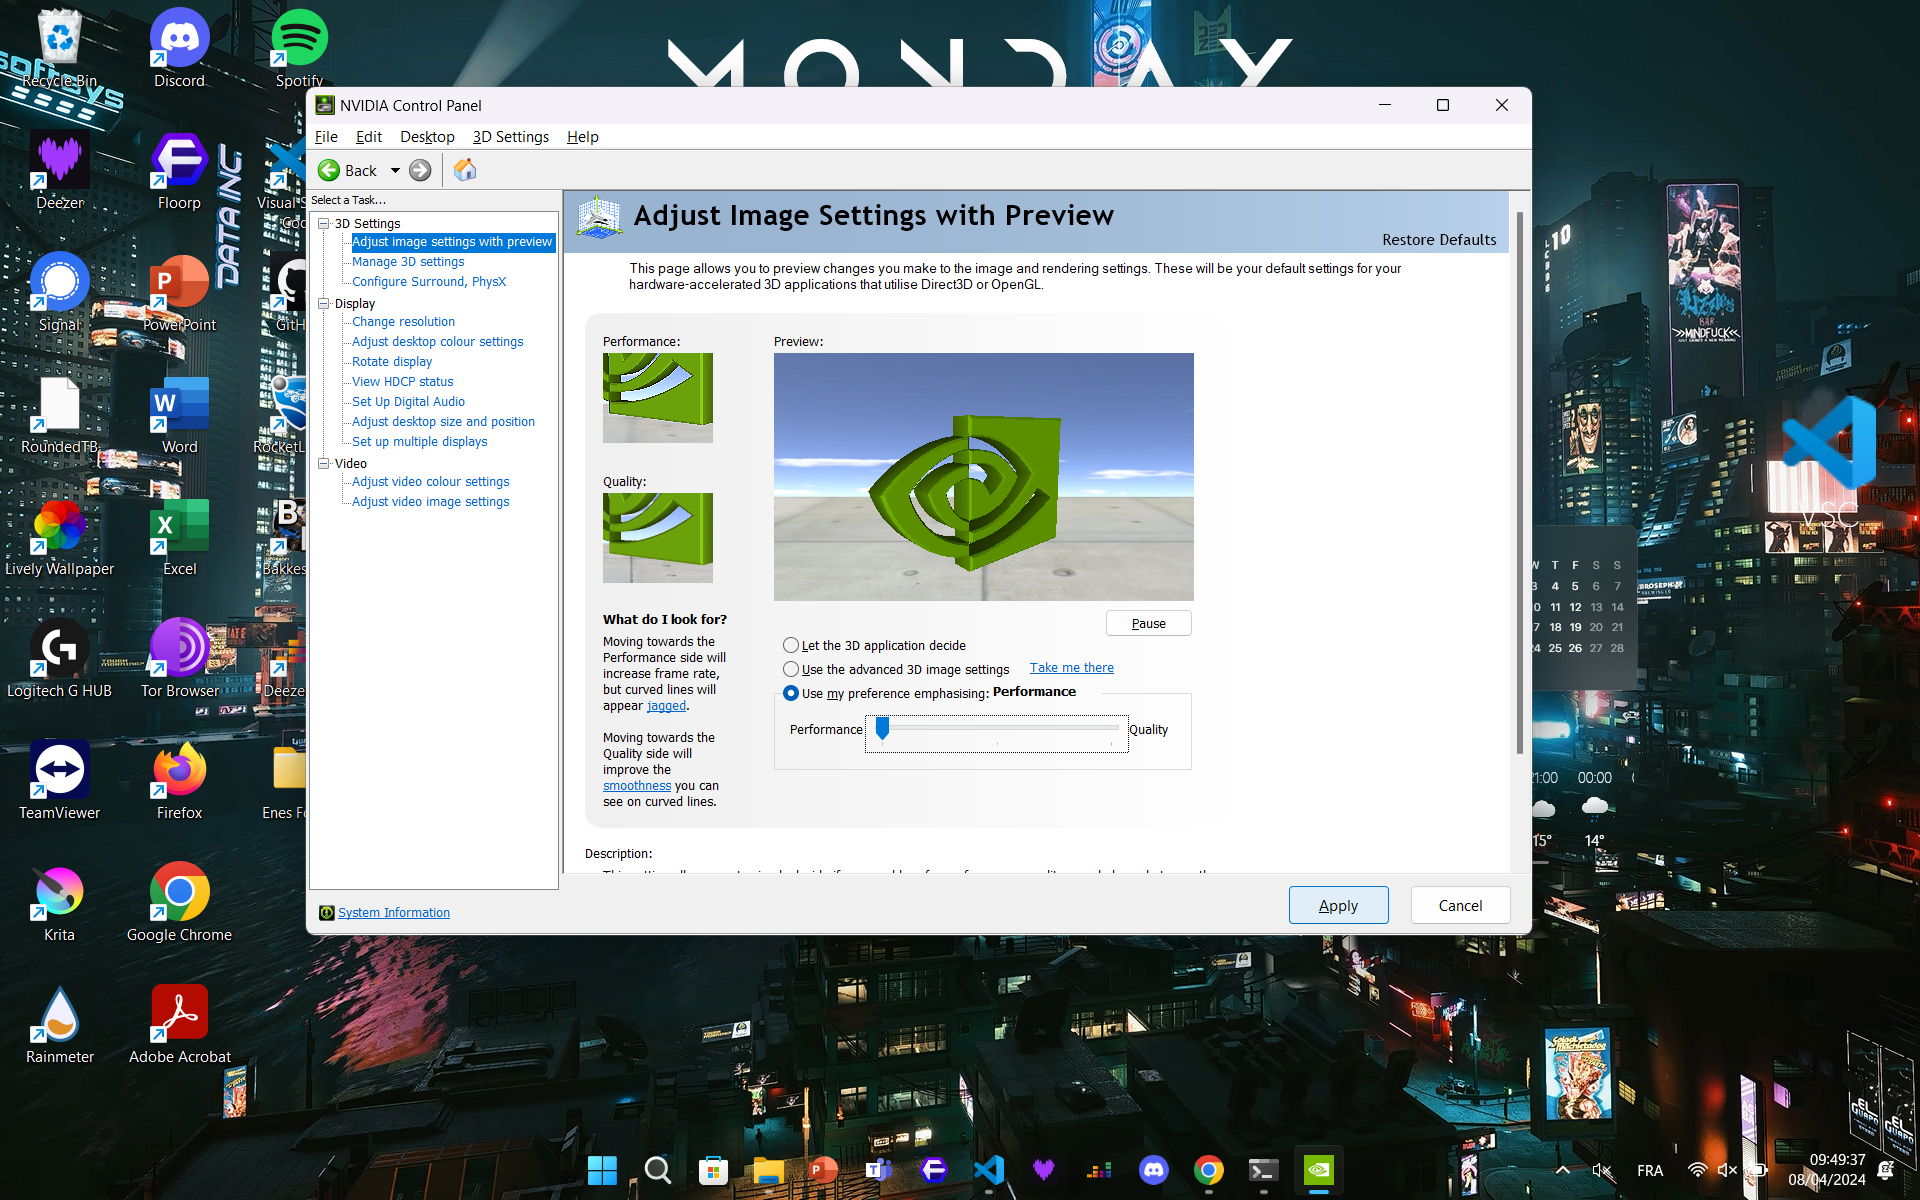 MONDAY
Recycle Bin
Discord
Spotify
Deezer
Floorp
Signal
PowerPoint
RoundedTB
Word
Lively Wallpaper
Excel
Logitech G HUB
Tor Browser
TeamViewer
Firefox
Krita
Google Chrome
Rainmeter
Adobe Acrobat
DATA INC
NVIDIA Control Panel
File Edit Desktop 3D Settings Help
Back
Select a Task...
3D Settings
Adjust image settings with preview
Manage 3D settings
Configure Surround, PhysX
Display
Change resolution
Adjust desktop colour settings
Rotate display
View HDCP status
Set Up Digital Audio
Adjust desktop size and position
Set up multiple displays
Video
Adjust video colour settings
Adjust video image settings
System Information
Adjust Image Settings with Preview
Restore Defaults
This page allows you to preview changes you make to the image and rendering settings. These will be your default settings for your
hardware-accelerated 3D applications that utilise Direct3D or OpenGL.
Performance:
Preview:
Quality:
What do I look for?
Moving towards the
Performance side will
increase frame rate,
but curved lines will
appear jagged.
Moving towards the
Quality side will
improve the
smoothness you can
see on curved lines.
Pause
Let the 3D application decide
Use the advanced 3D image settings Take me there
Use my preference emphasising: Performance
Performance
Quality
Description:
Apply
Cancel
BAR
>>MINDFUCK<<
VSC
W T F S S
3 4 5 6 7
0 11 12 13 14
7 18 19 20 21
24 25 26 27 28
21:00 00:00
15° 14°
FRA
09:49:37
08/04/2024